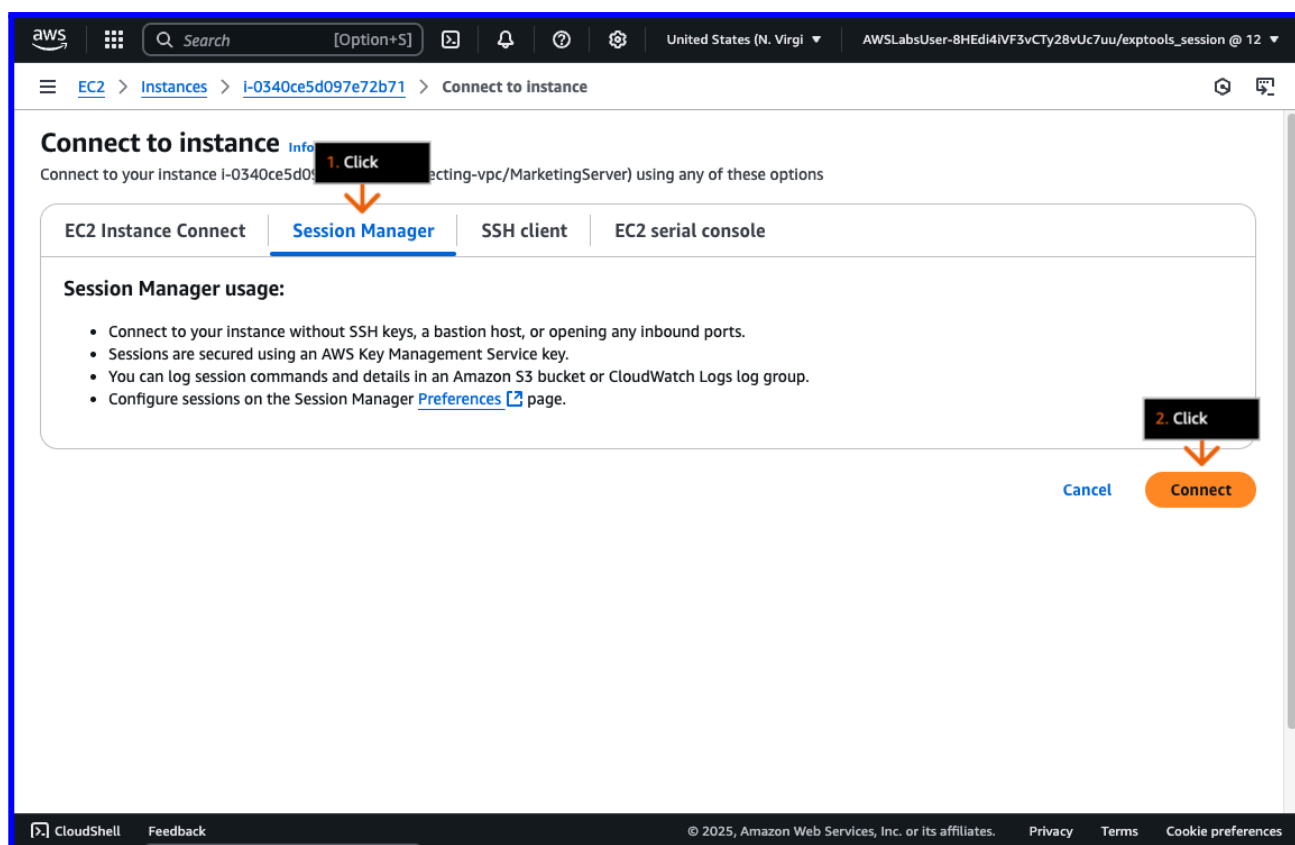 aws Search [Option+S] United States (N. Virgi AWSLabsUser-8HEdi4iVF3vCTy28vUc7uu/exptools_session @ 12
EC2 > Instances > i-0340ce5d097e72b71 > Connect to instance
Connect to instance Info
1. Click
Connect to your instance i-0340ce5d0 ecting-vpc/MarketingServer) using any of these options
EC2 Instance Connect Session Manager SSH client EC2 serial console
Session Manager usage:
• Connect to your instance without SSH keys, a bastion host, or opening any inbound ports.
• Sessions are secured using an AWS Key Management Service key.
• You can log session commands and details in an Amazon S3 bucket or CloudWatch Logs log group.
• Configure sessions on the Session Manager Preferences page.
2. Click
Cancel Connect
CloudShell Feedback © 2025, Amazon Web Services, Inc. or its affiliates. Privacy Terms Cookie preferences